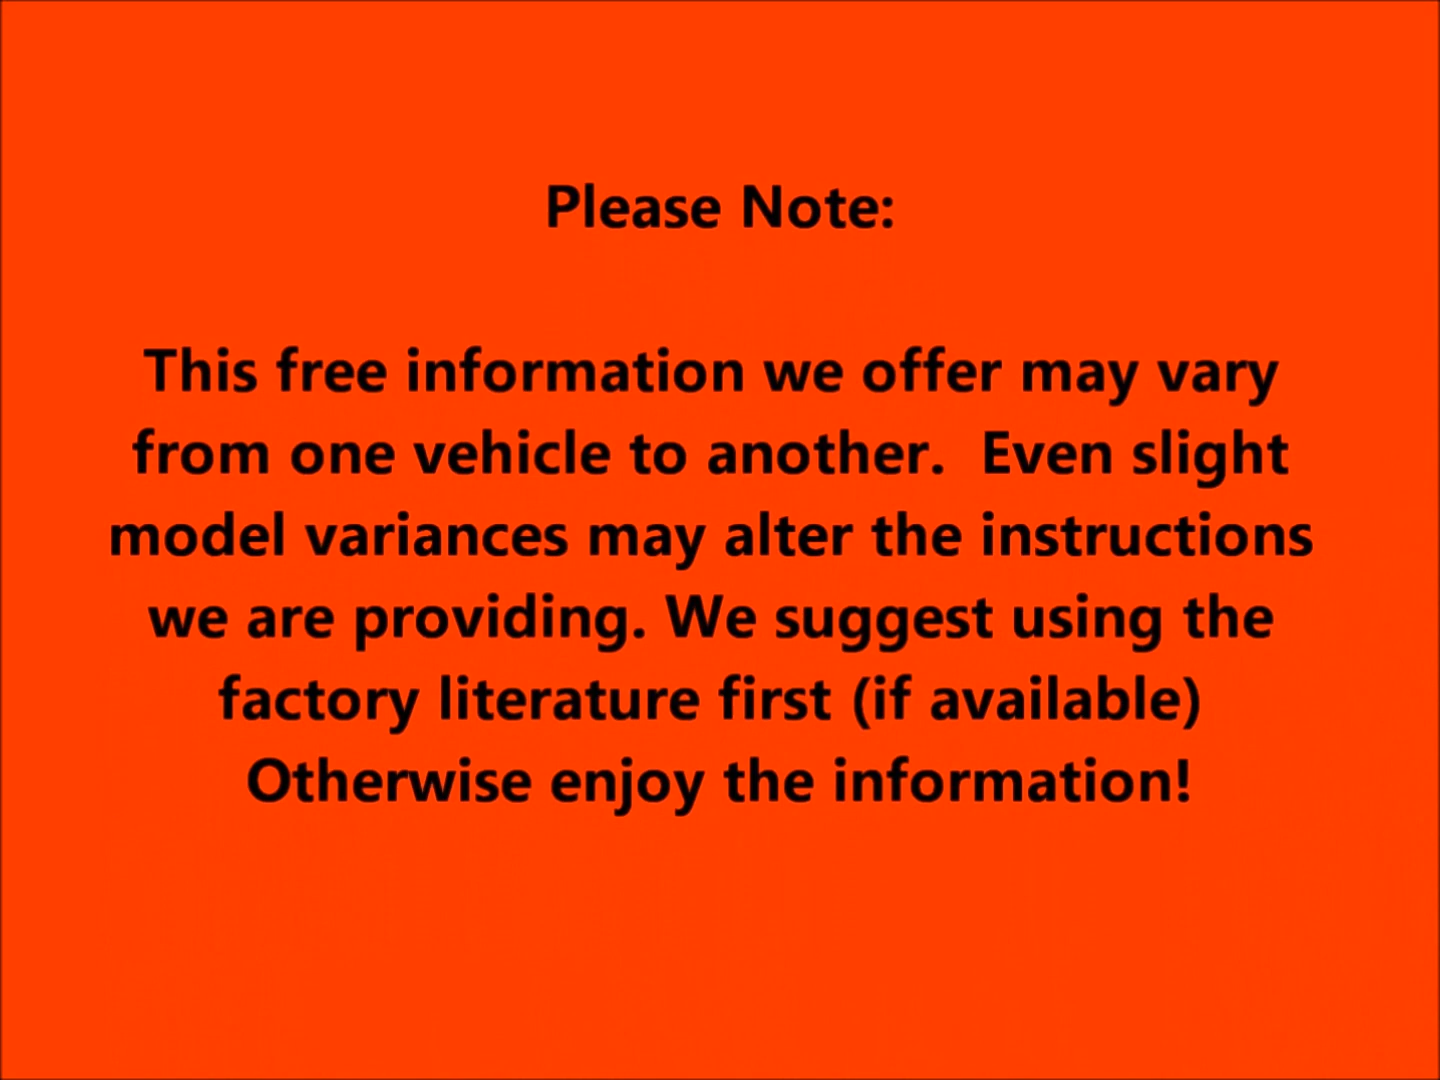 Please Note:
This free information we offer may vary
from one vehicle to another.  Even slight
model variances may alter the instructions
we are providing. We suggest using the
factory literature first (if available)
Otherwise enjoy the information!